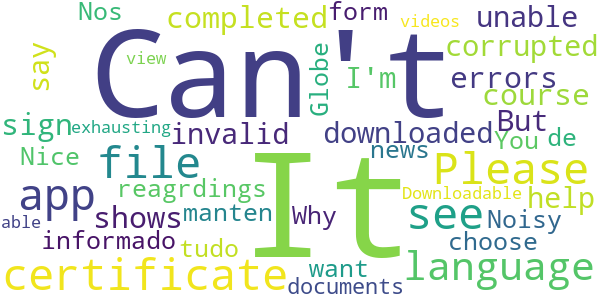 Nos completed form videos
unable
view
say Can't Globe I'm corrupted
errors
course
sign exhausting invalid downloaded But
You de
Nice file news Please
reagrdings Downloadable help
app It see
able shows manten Why Noisy
informado tudo choose
certificate want language
documents